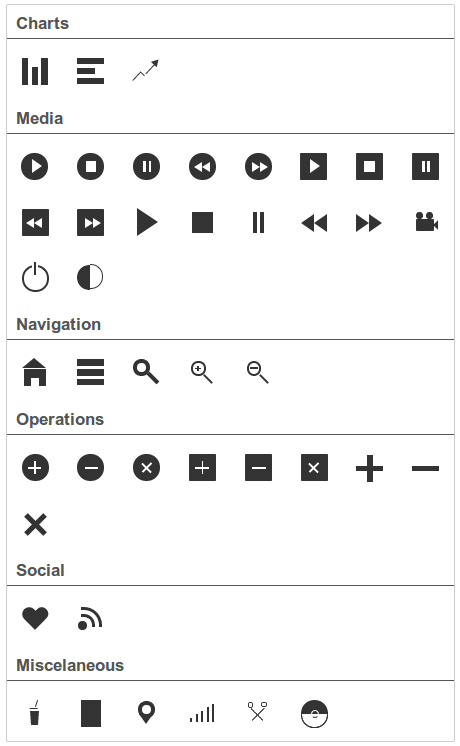 Charts
Media
Navigation
Operations
Social
Miscelaneous